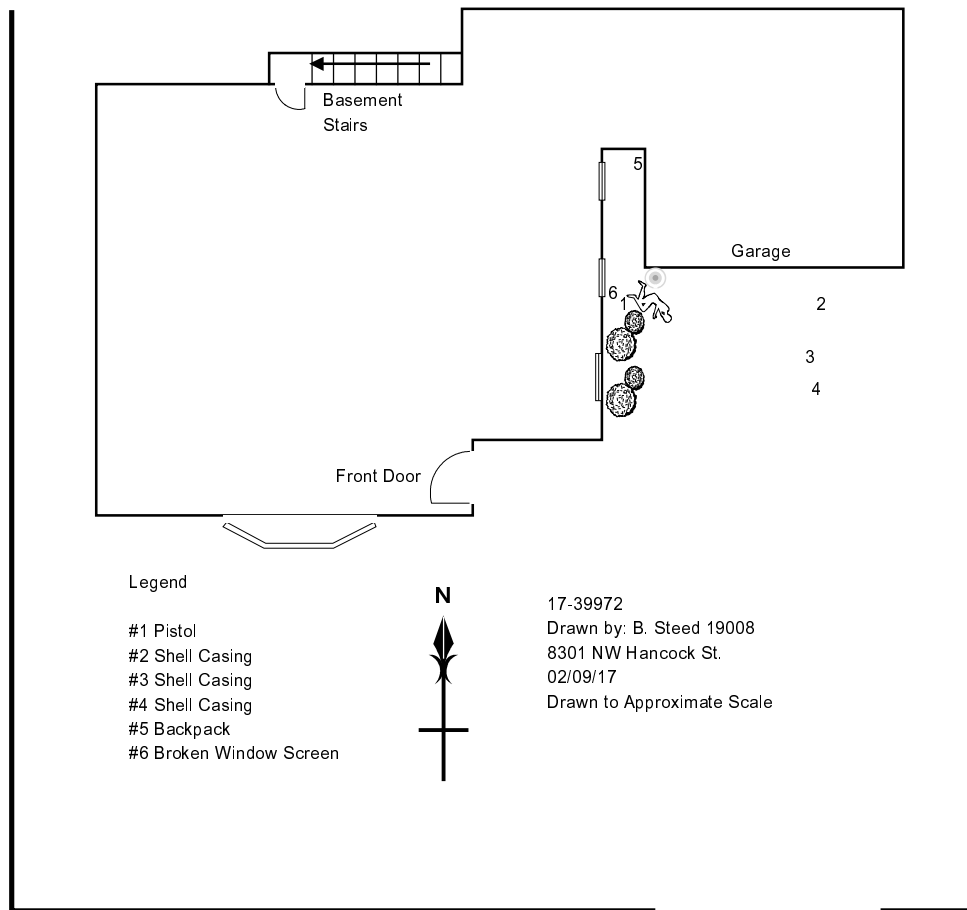 Basement
Stairs
5
Garage
6
1
2
3
4
Front Door
Legend
#1 Pistol
#2 Shell Casing
#3 Shell Casing
#4 Shell Casing
#5 Backpack
#6 Broken Window Screen
N
17-39972
Drawn by: B. Steed 19008
8301 NW Hancock St.
02/09/17
Drawn to Approximate Scale